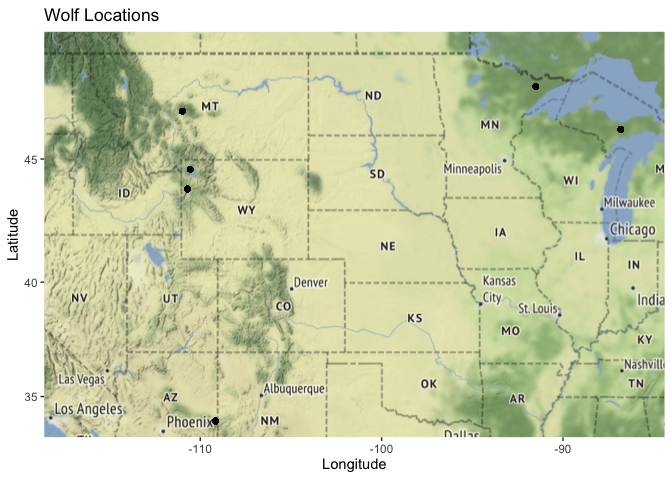 Wolf Locations
ND
MT
MN
45
Minneapolis
SD
WI
M
ID
WY
Milwaukee
Chicago
IA
NE
IL
IN
40
Denver
Kansas
City
India
NV
UT
CO
St. Louis
KS
MO
KY
Las Vegas
Nashville
Albuquerque
OK
TN
35
AZ
AR
Los Angeles
Phoenix
NM
Dallas
-110
-100
-90
Longitude
Latitude